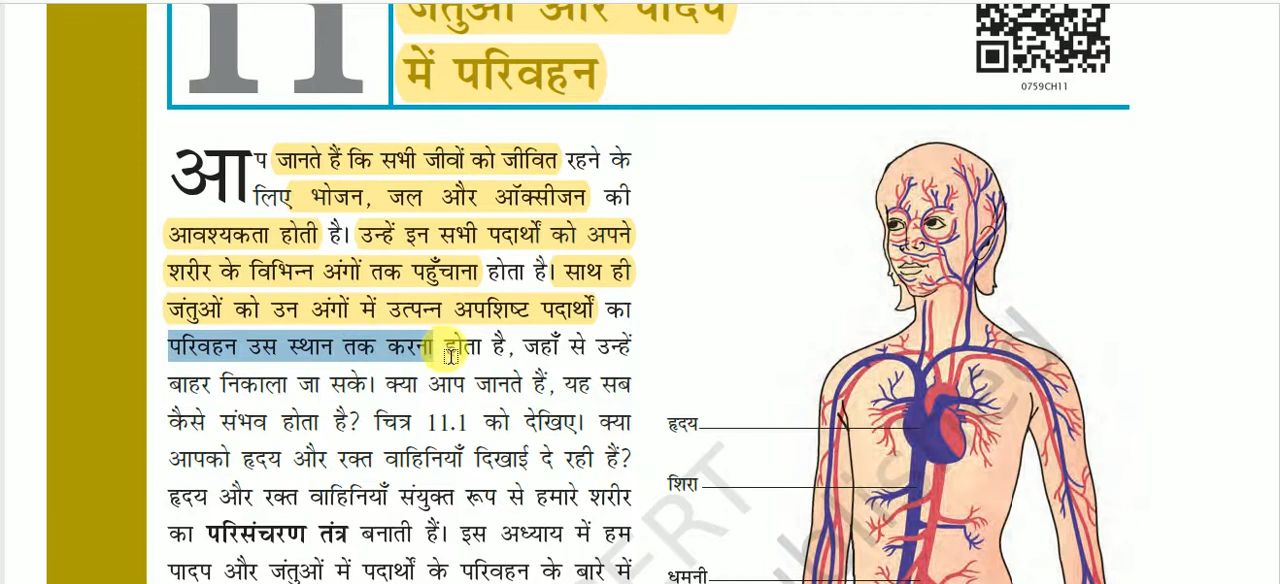 11
जंतुओं और पादप
में परिवहन
0759CH11
आप जानते हैं कि सभी जीवों को जीवित रहने के
लिए भोजन, जल और ऑक्सीजन की
आवश्यकता होती है। उन्हें इन सभी पदार्थों को अपने
शरीर के विभिन्न अंगों तक पहुँचाना होता है। साथ ही
जंतुओं को उन अंगों में उत्पन्न अपशिष्ट पदार्थों का
परिवहन उस स्थान तक करना होता है, जहाँ से उन्हें
बाहर निकाला जा सके। क्या आप जानते हैं, यह सब
कैसे संभव होता है? चित्र 11.1 को देखिए। क्या
आपको हृदय और रक्त वाहिनियाँ दिखाई दे रही हैं?
हृदय और रक्त वाहिनियाँ संयुक्त रूप से हमारे शरीर
का परिसंचरण तंत्र बनाती हैं। इस अध्याय में हम
पादप और जंतुओं में पदार्थों के परिवहन के बारे में
हृदय
शिरा
धमनी